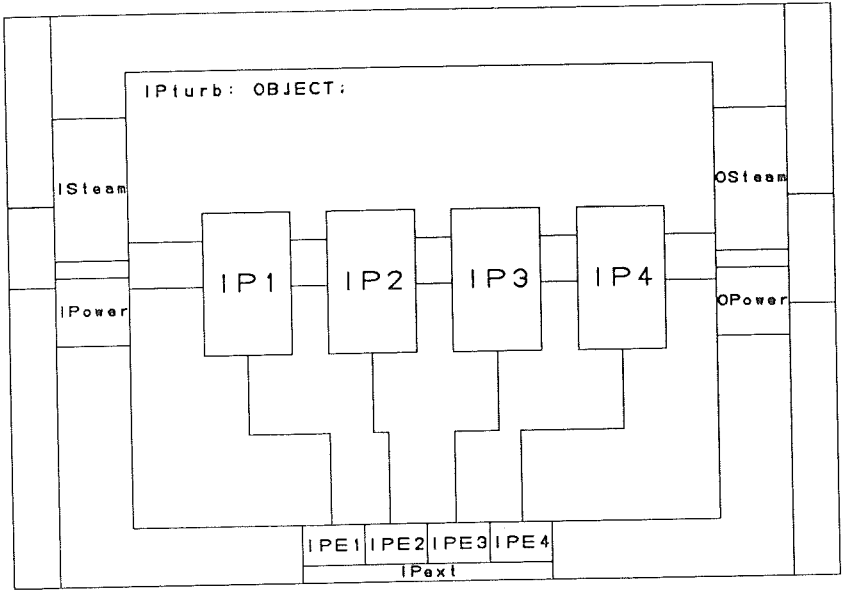 IPturb: OBJECT;
ISteam
OSteam
IP1
IP2
IP3
IP4
IPower
OPower
IPE1
IPE2
IPE3
IPE4
IPext